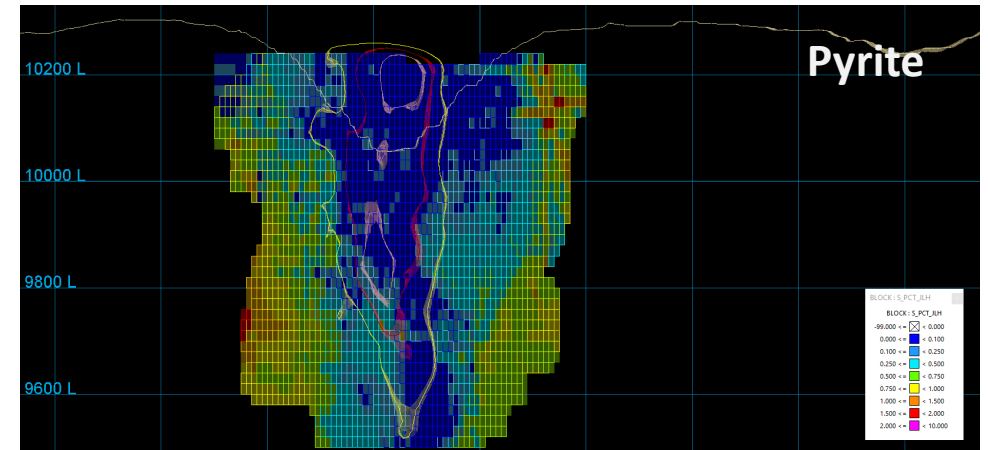 Pyrite
10200 L
10000 L
9800 L
9600 L
BLOCK : S_PCT_JLH
BLOCK : S_PCT_JLH
-99.000 <= < 0.000
0.000 <= < 0.100
0.100 <= < 0.250
0.250 <= < 0.500
0.500 <= < 0.750
0.750 <= < 1.000
1.000 <= < 1.500
1.500 <= < 2.000
2.000 <= < 10.000